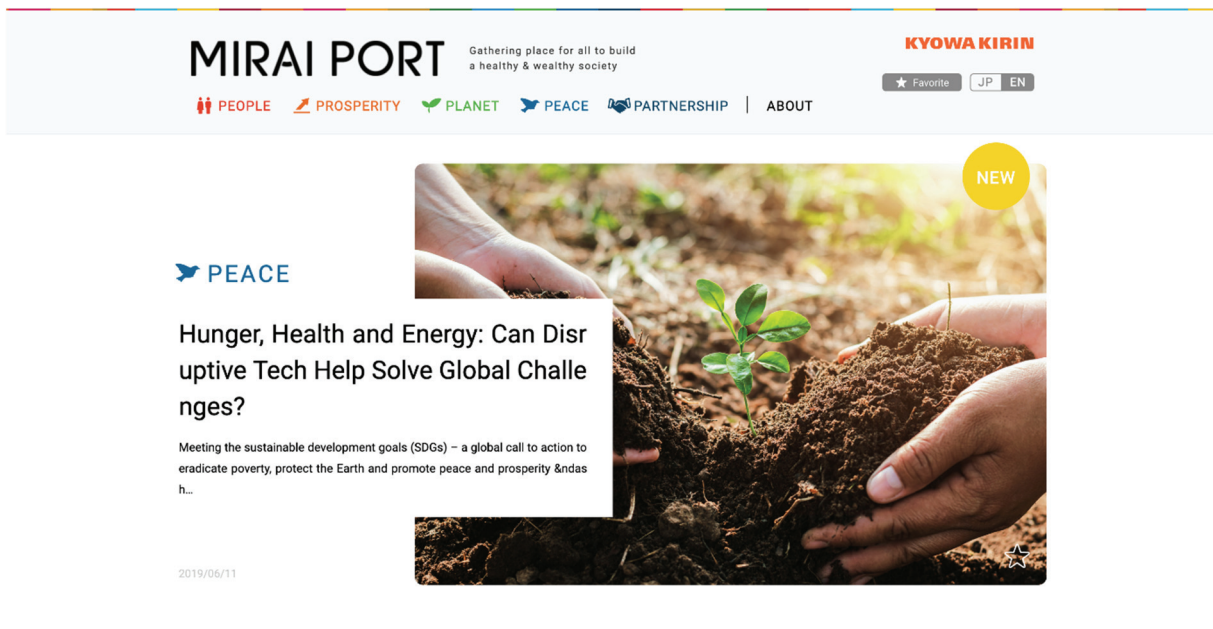 MIRAI PORT
Gathering place for all to build
a healthy & wealthy society
KYOWA KIRIN
Favorite
JP EN
PEOPLE PROSPERITY PLANET PEACE PARTNERSHIP | ABOUT
NEW
PEACE
Hunger, Health and Energy: Can Disr
uptive Tech Help Solve Global Challe
nges?
Meeting the sustainable development goals (SDGs) – a global call to action to
eradicate poverty, protect the Earth and promote peace and prosperity &ndas
h...
2019/06/11